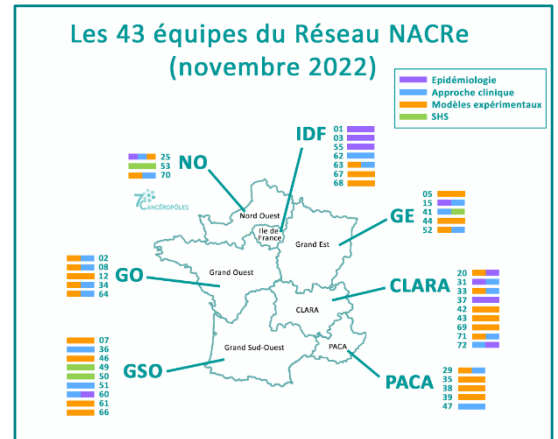 Les 43 équipes du Réseau NACRe
(novembre 2022)
Epidémiologie
Approche clinique
Modèles expérimentaux
SHS
IDF
01
03
55
62
63
67
68
NO
25
53
70
7 CANCÉROPÔLES
GE
05
15
41
44
52
Nord Ouest
Ile de-
France
Grand Est
GO
02
08
12
34
64
Grand Ouest
CLARA
20
31
33
37
42
43
69
71
72
CLARA
GSO
07
36
46
49
50
51
60
61
66
Grand Sud-Ouest
PACA
PACA
29
35
38
39
47